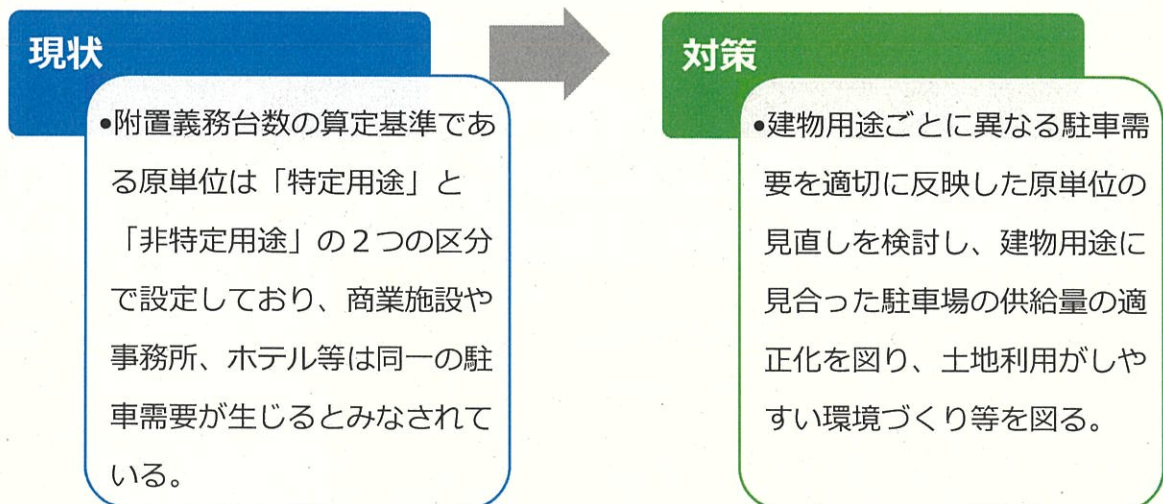 現状
•附置義務台数の算定基準であ
る原単位は「特定用途」と
「非特定用途」の２つの区分
で設定しており、商業施設や
事務所、ホテル等は同一の駐
車需要が生じるとみなされて
いる。
対策
•建物用途ごとに異なる駐車需
要を適切に反映した原単位の
見直しを検討し、建物用途に
見合った駐車場の供給量の適
正化を図り、土地利用がしや
すい環境づくり等を図る。